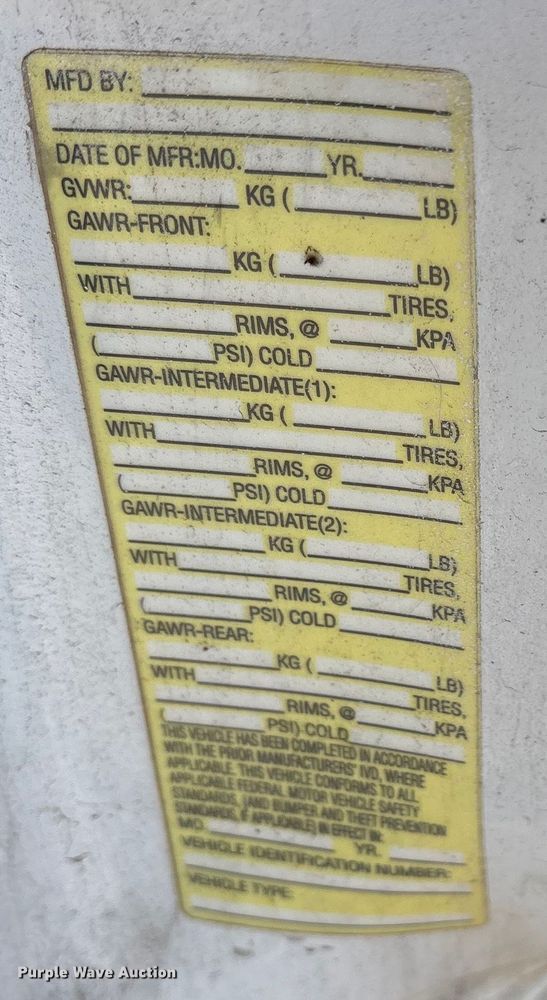 MFD BY:
DATE OF MFR:MO. YR.
GVWR: KG ( LB)
GAWR-FRONT:
KG ( LB)
WITH TIRES,
RIMS, @ KPA
( PSI) COLD
GAWR-INTERMEDIATE(1):
KG ( LB)
WITH TIRES,
RIMS, @ KPA
( PSI) COLD
GAWR-INTERMEDIATE(2):
KG ( LB)
WITH TIRES,
RIMS, @ KPA
( PSI) COLD
GAWR-REAR:
KG ( LB)
WITH TIRES,
RIMS, @ KPA
( PSI) COLD
THIS VEHICLE HAS BEEN COMPLETED IN ACCORDANCE
WITH THE PRIOR MANUFACTURERS' IVD, WHERE
APPLICABLE. THIS VEHICLE CONFORMS TO ALL
APPLICABLE FEDERAL MOTOR VEHICLE SAFETY
STANDARDS, [AND BUMPER AND THEFT PREVENTION
STANDARDS, IF APPLICABLE] IN EFFECT IN:
MO. YR.
VEHICLE IDENTIFICATION NUMBER:
VEHICLE TYPE:
Purple Wave Auction